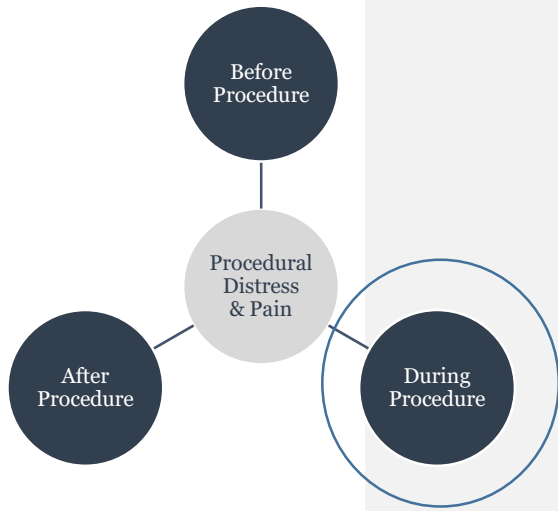 Before
Procedure
Procedural
Distress
& Pain
After
Procedure
During
Procedure